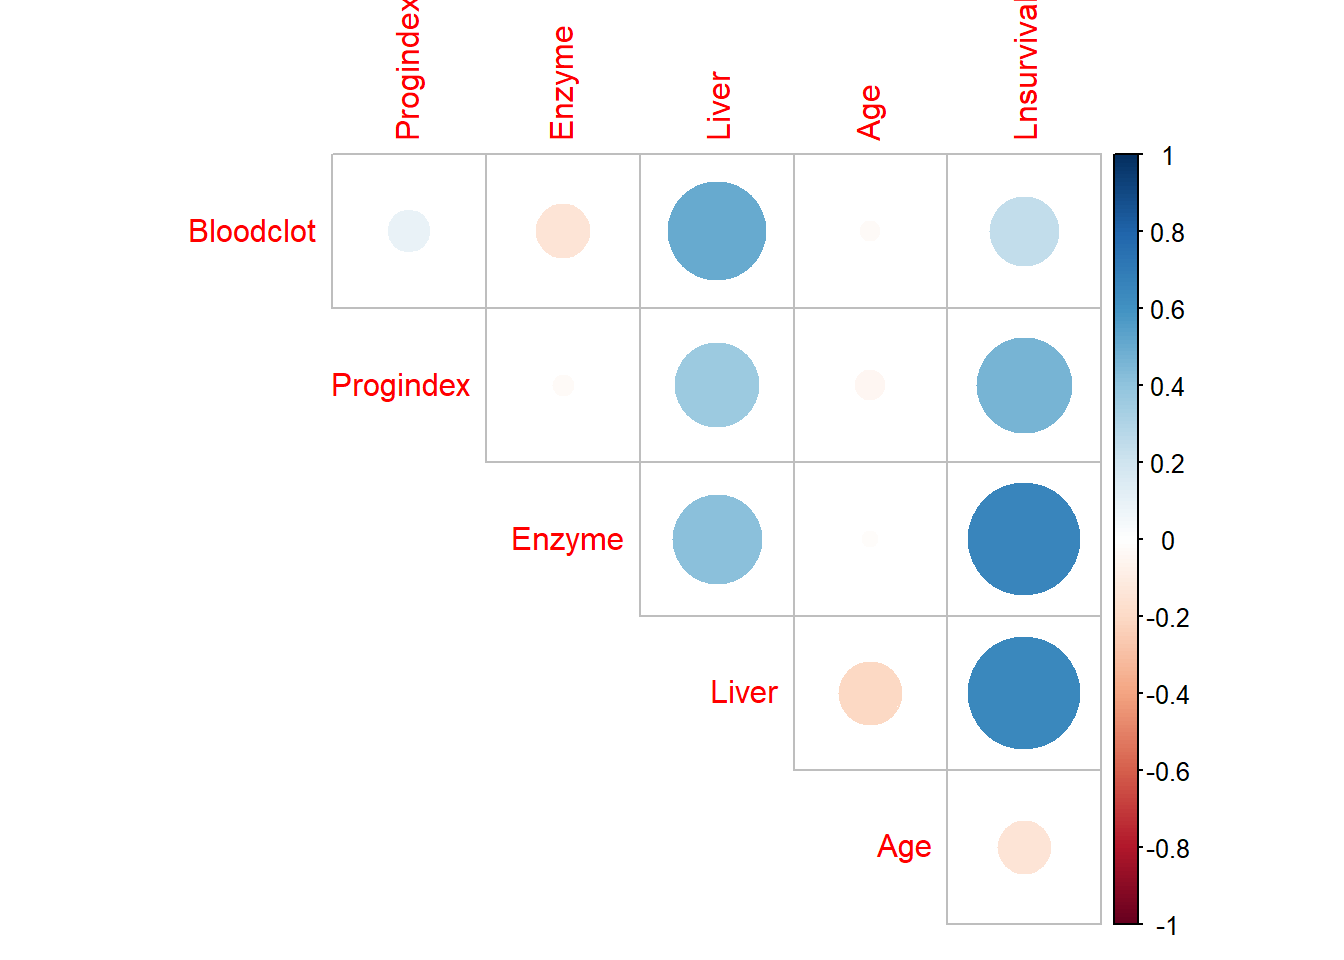 Progindex
Enzyme
Liver
Age
Lnsurvival
Bloodclot
Progindex
Enzyme
Liver
Age
1
0.8
0.6
0.4
0.2
0
-0.2
-0.4
-0.6
-0.8
-1